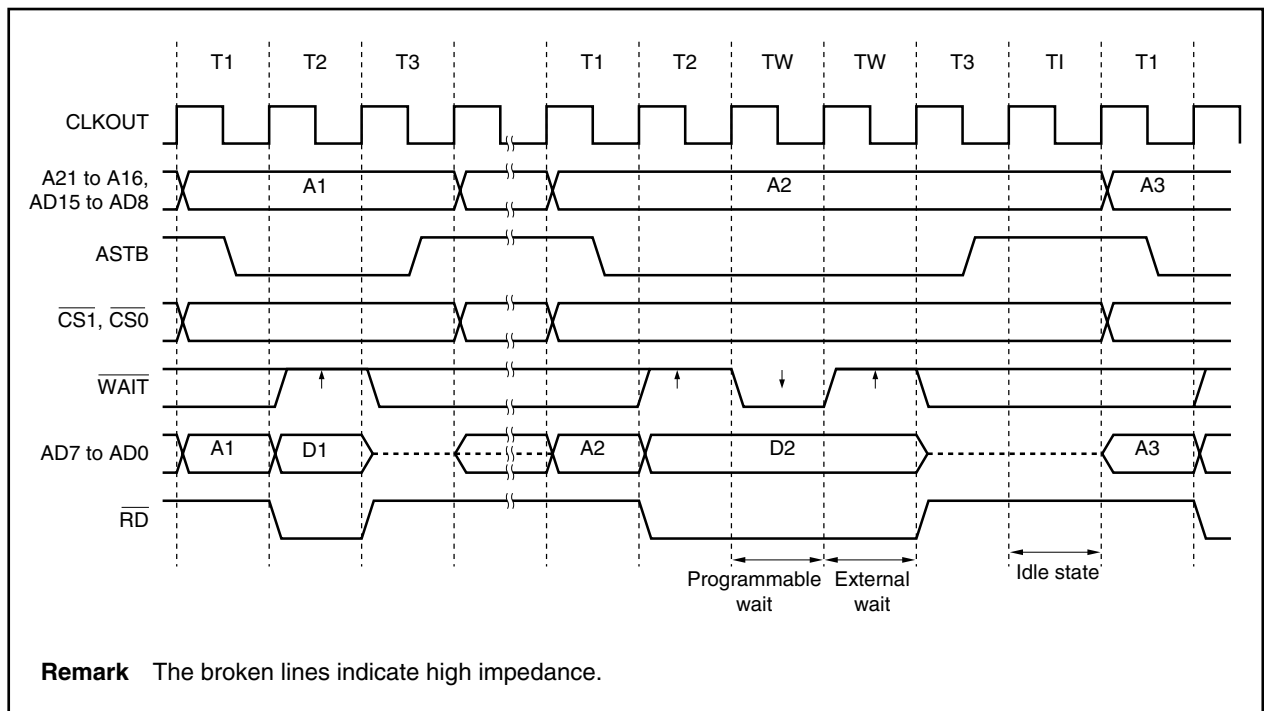 T1 T2 T3 T1 T2 TW TW T3 TI T1
CLKOUT
A21 to A16,
AD15 to AD8
A1 A2 A3
ASTB
CS1, CS0
WAIT
AD7 to AD0
A1 D1 A2 D2 A3
RD
Programmable
wait
External
wait
Idle state
Remark The broken lines indicate high impedance.